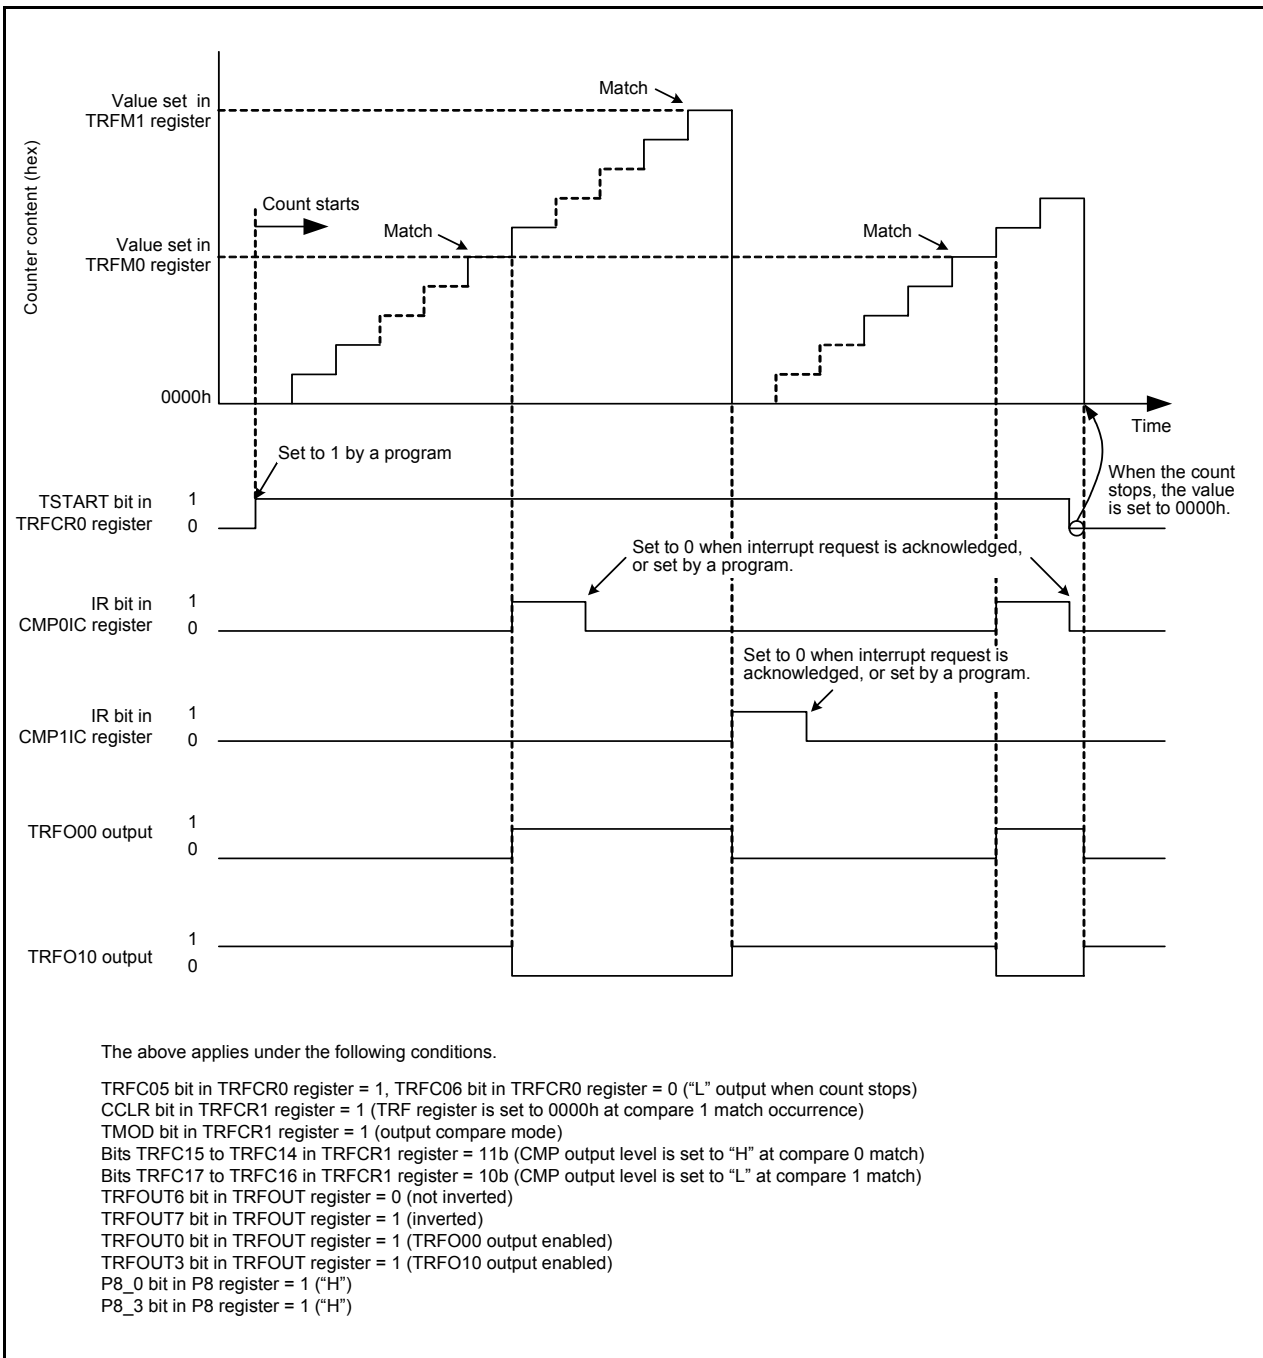 Match
Value set in
TRFM1 register
Counter content (hex)
Count starts
Match
Match
Value set in
TRFM0 register
0000h
Time
Set to 1 by a program
When the count
stops, the value
is set to 0000h.
TSTART bit in
TRFCR0 register
1
0
Set to 0 when interrupt request is acknowledged,
or set by a program.
IR bit in
CMP0IC register
1
0
Set to 0 when interrupt request is
acknowledged, or set by a program.
IR bit in
CMP1IC register
1
0
TRFO00 output
1
0
TRFO10 output
1
0
The above applies under the following conditions.
TRFC05 bit in TRFCR0 register = 1, TRFC06 bit in TRFCR0 register = 0 (“L” output when count stops)
CCLR bit in TRFCR1 register = 1 (TRF register is set to 0000h at compare 1 match occurrence)
TMOD bit in TRFCR1 register = 1 (output compare mode)
Bits TRFC15 to TRFC14 in TRFCR1 register = 11b (CMP output level is set to “H” at compare 0 match)
Bits TRFC17 to TRFC16 in TRFCR1 register = 10b (CMP output level is set to “L” at compare 1 match)
TRFOUT6 bit in TRFOUT register = 0 (not inverted)
TRFOUT7 bit in TRFOUT register = 1 (inverted)
TRFOUT0 bit in TRFOUT register = 1 (TRFO00 output enabled)
TRFOUT3 bit in TRFOUT register = 1 (TRFO10 output enabled)
P8_0 bit in P8 register = 1 (“H”)
P8_3 bit in P8 register = 1 (“H”)